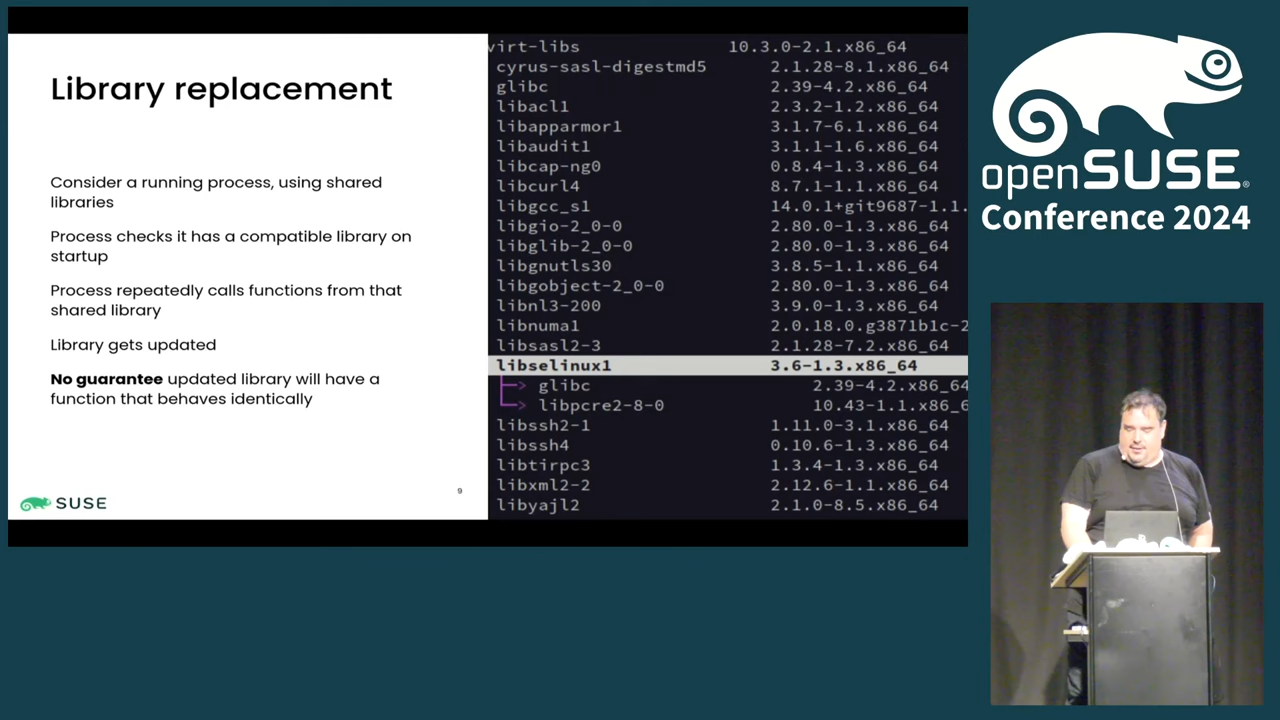 Library replacement
Consider a running process, using shared
libraries
Process checks it has a compatible library on
startup
Process repeatedly calls functions from that
shared library
Library gets updated
No guarantee updated library will have a
function that behaves identically
SUSE
9
virt-libs 10.3.0-2.1.x86_64
cyrus-sasl-digestmd5 2.1.28-8.1.x86_64
glibc 2.39-4.2.x86_64
libacl1 2.3.2-1.2.x86_64
libapparmor1 3.1.7-6.1.x86_64
libaudit1 3.1.1-1.6.x86_64
libcap-ng0 0.8.4-1.3.x86_64
libcurl4 8.7.1-1.1.x86_64
libgcc_s1 14.0.1+git9687-1.1.
libgio-2_0-0 2.80.0-1.3.x86_64
libglib-2_0-0 2.80.0-1.3.x86_64
libgnutls30 3.8.5-1.1.x86_64
libgobject-2_0-0 2.80.0-1.3.x86_64
libnl3-200 3.9.0-1.3.x86_64
libnuma1 2.0.18.0.g3871b1c-2
libsasl2-3 2.1.28-7.2.x86_64
libselinux1 3.6-1.3.x86_64
glibc 2.39-4.2.x86_64
libpcre2-8-0 10.43-1.1.x86_6
libssh2-1 1.11.0-3.1.x86_64
libssh4 0.10.6-1.3.x86_64
libtirpc3 1.3.4-1.3.x86_64
libxml2-2 2.12.6-1.1.x86_64
libyajl2 2.1.0-8.5.x86_64
openSUSE
Conference 2024